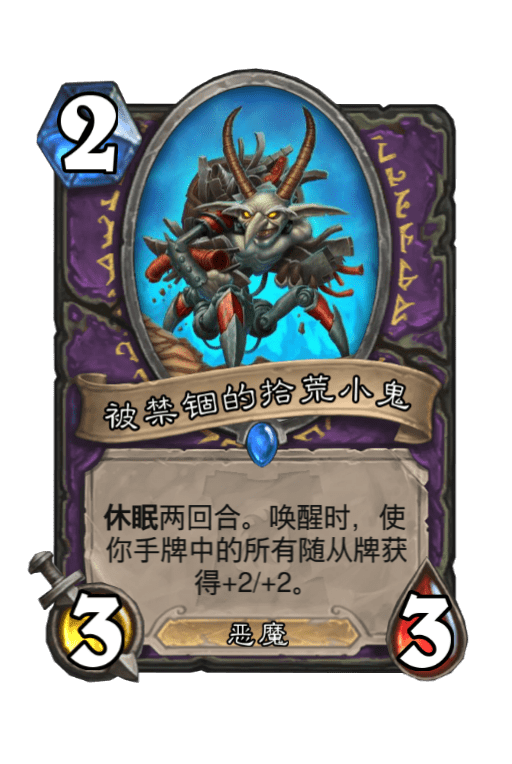 2
被禁锢的拾荒小鬼
休眠两回合。唤醒时，使
你手牌中的所有随从牌获
得+2/+2。
3
恶魔
3